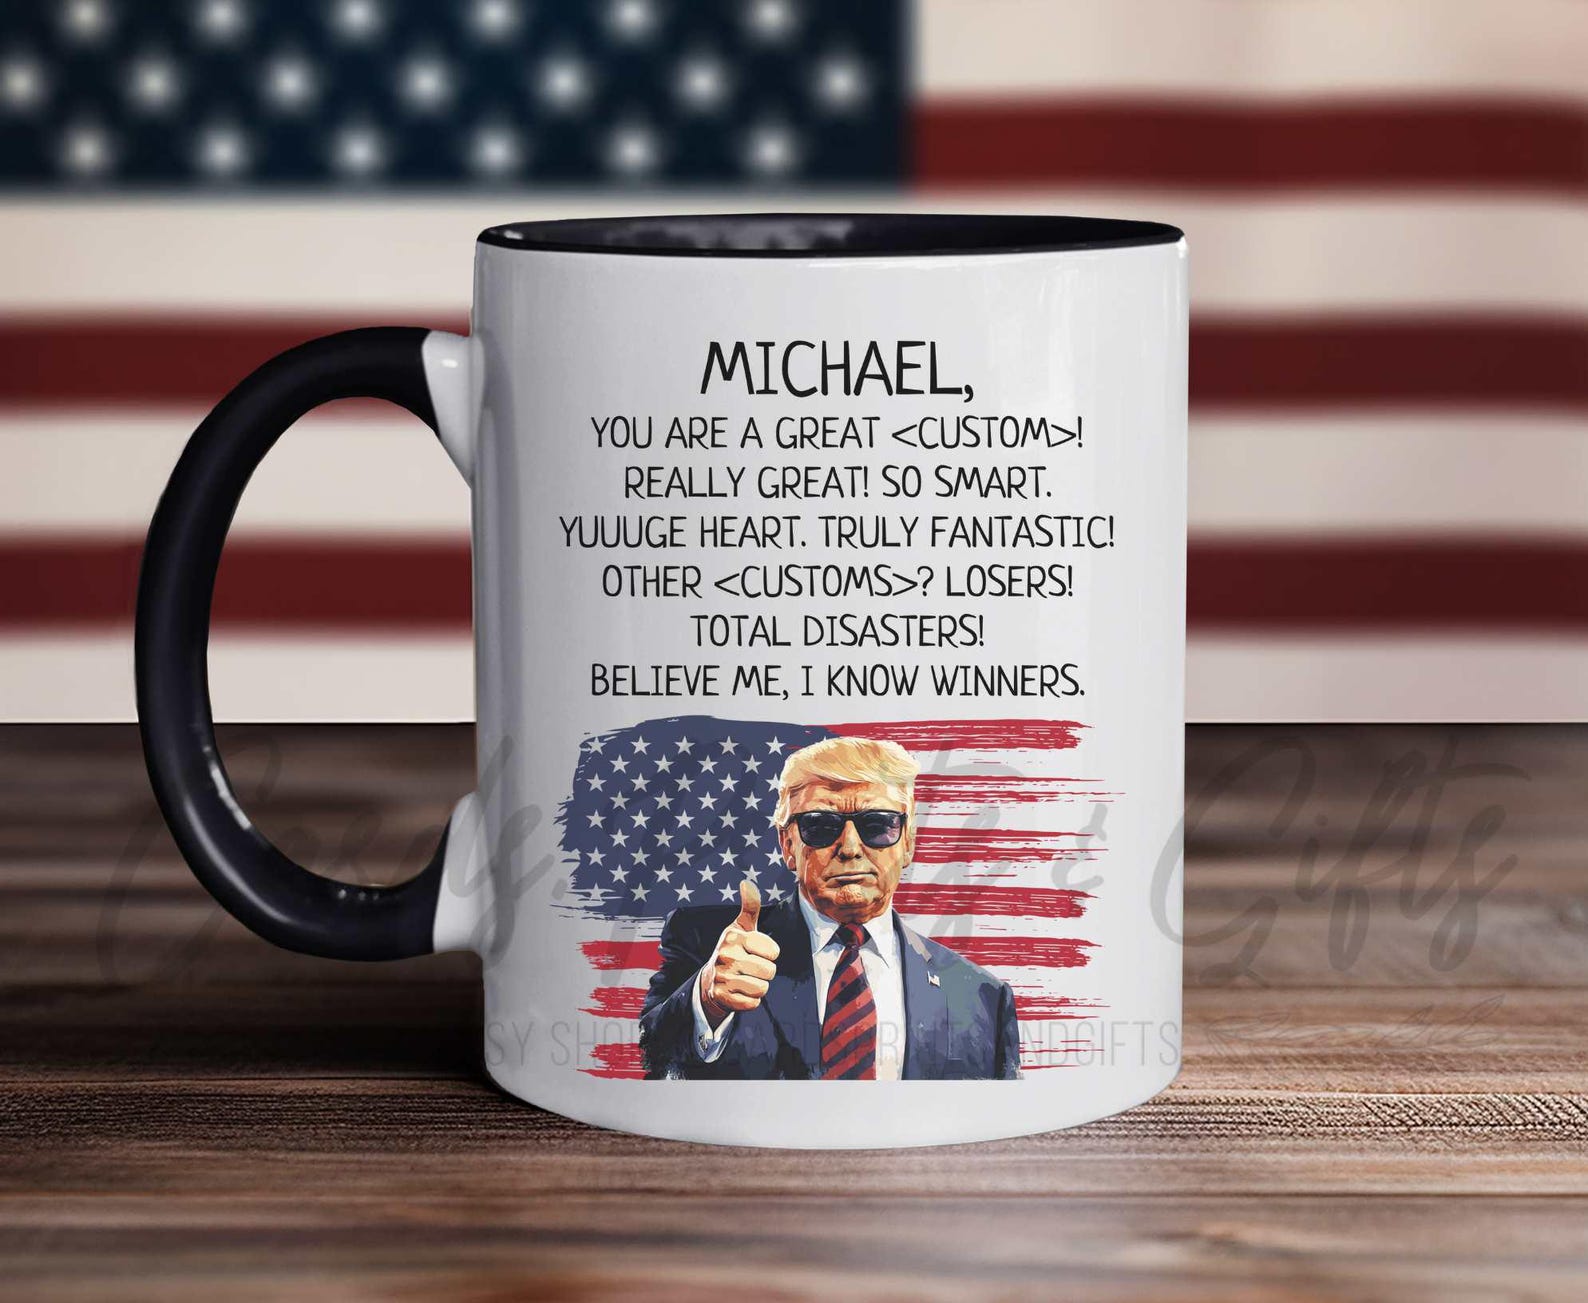 MICHAEL,
YOU ARE A GREAT <CUSTOM>!
REALLY GREAT! SO SMART.
YUUUGE HEART. TRULY FANTASTIC!
OTHER <CUSTOMS>? LOSERS!
TOTAL DISASTERS!
BELIEVE ME, I KNOW WINNERS.
& Gifts